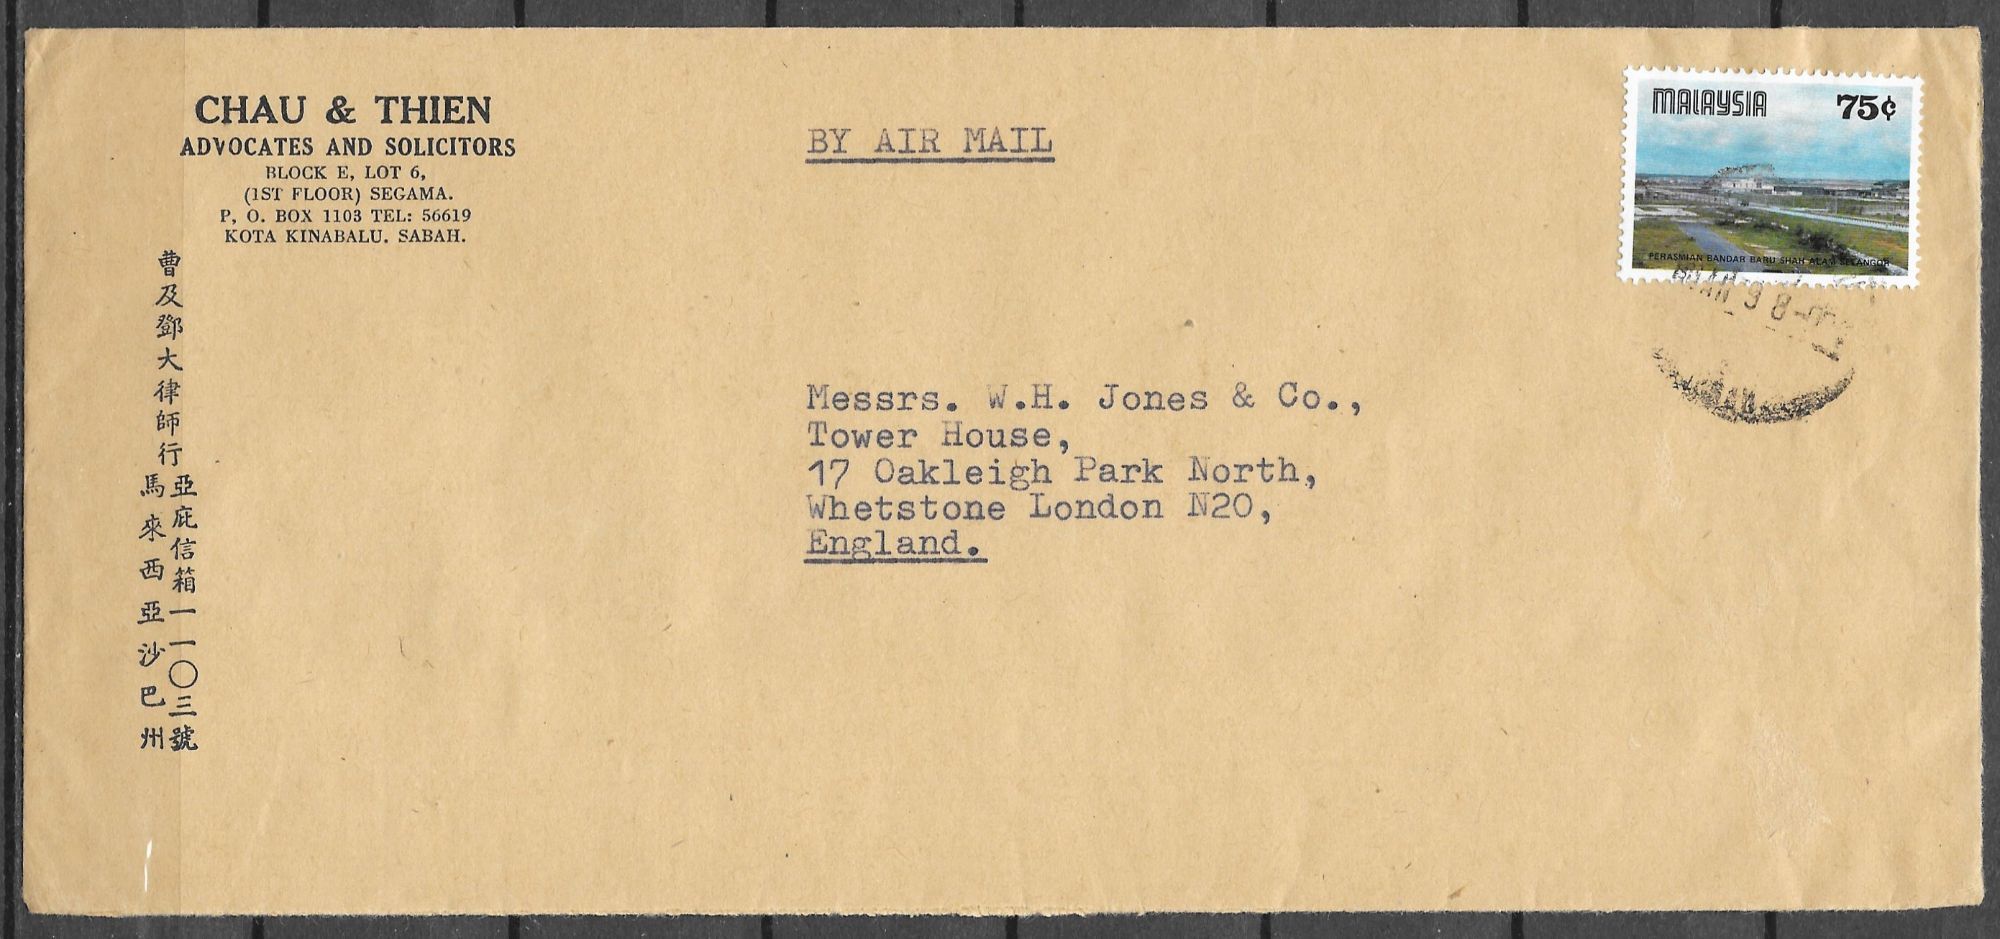 CHAU & THIEN
ADVOCATES AND SOLICITORS
BLOCK E, LOT 6,
(1ST FLOOR) SEGAMA.
P, O. BOX 1103 TEL: 56619
KOTA KINABALU. SABAH.
曹及鄧大律師行
亞庇信箱一一〇三號
馬來西亞沙巴州
BY AIR MAIL
MALAYSIA 75¢
PERASMIAN BANDAR BARU SHAH ALAM SELANGOR
Messrs. W.H. Jones & Co.,
Tower House,
17 Oakleigh Park North,
Whetstone London N20,
England.